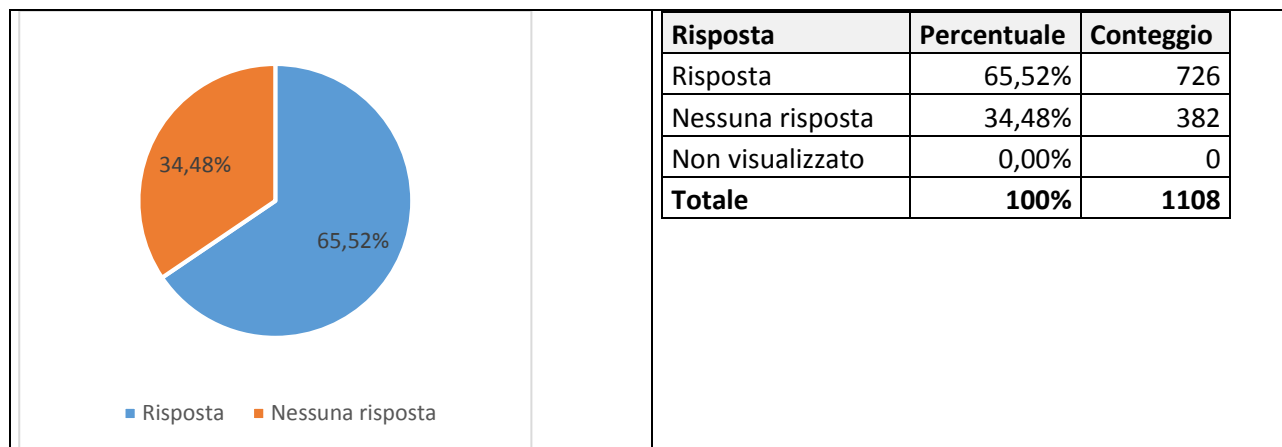 34,48%
65,52%
Risposta Nessuna risposta
Risposta Percentuale Conteggio
Risposta 65,52% 726
Nessuna risposta 34,48% 382
Non visualizzato 0,00% 0
Totale 100% 1108